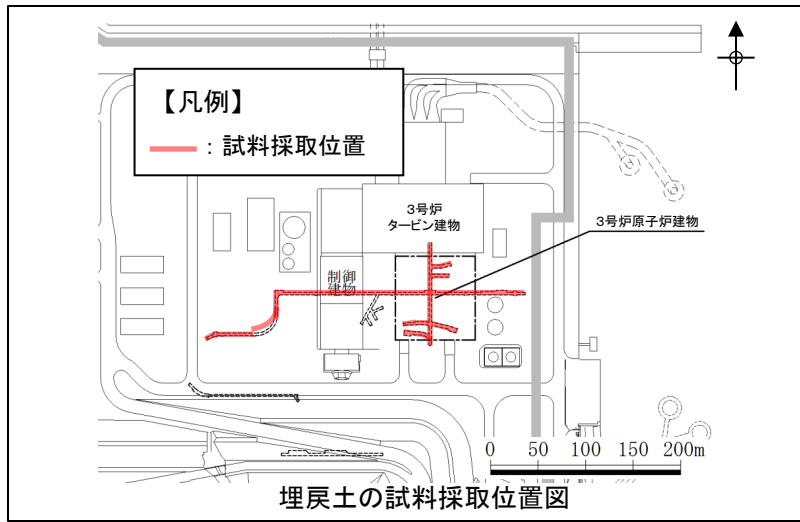 【凡例】
：試料採取位置
3号炉
タービン建物
3号炉原子炉建物
制御
建物
0 50 100 150 200m
埋戻土の試料採取位置図